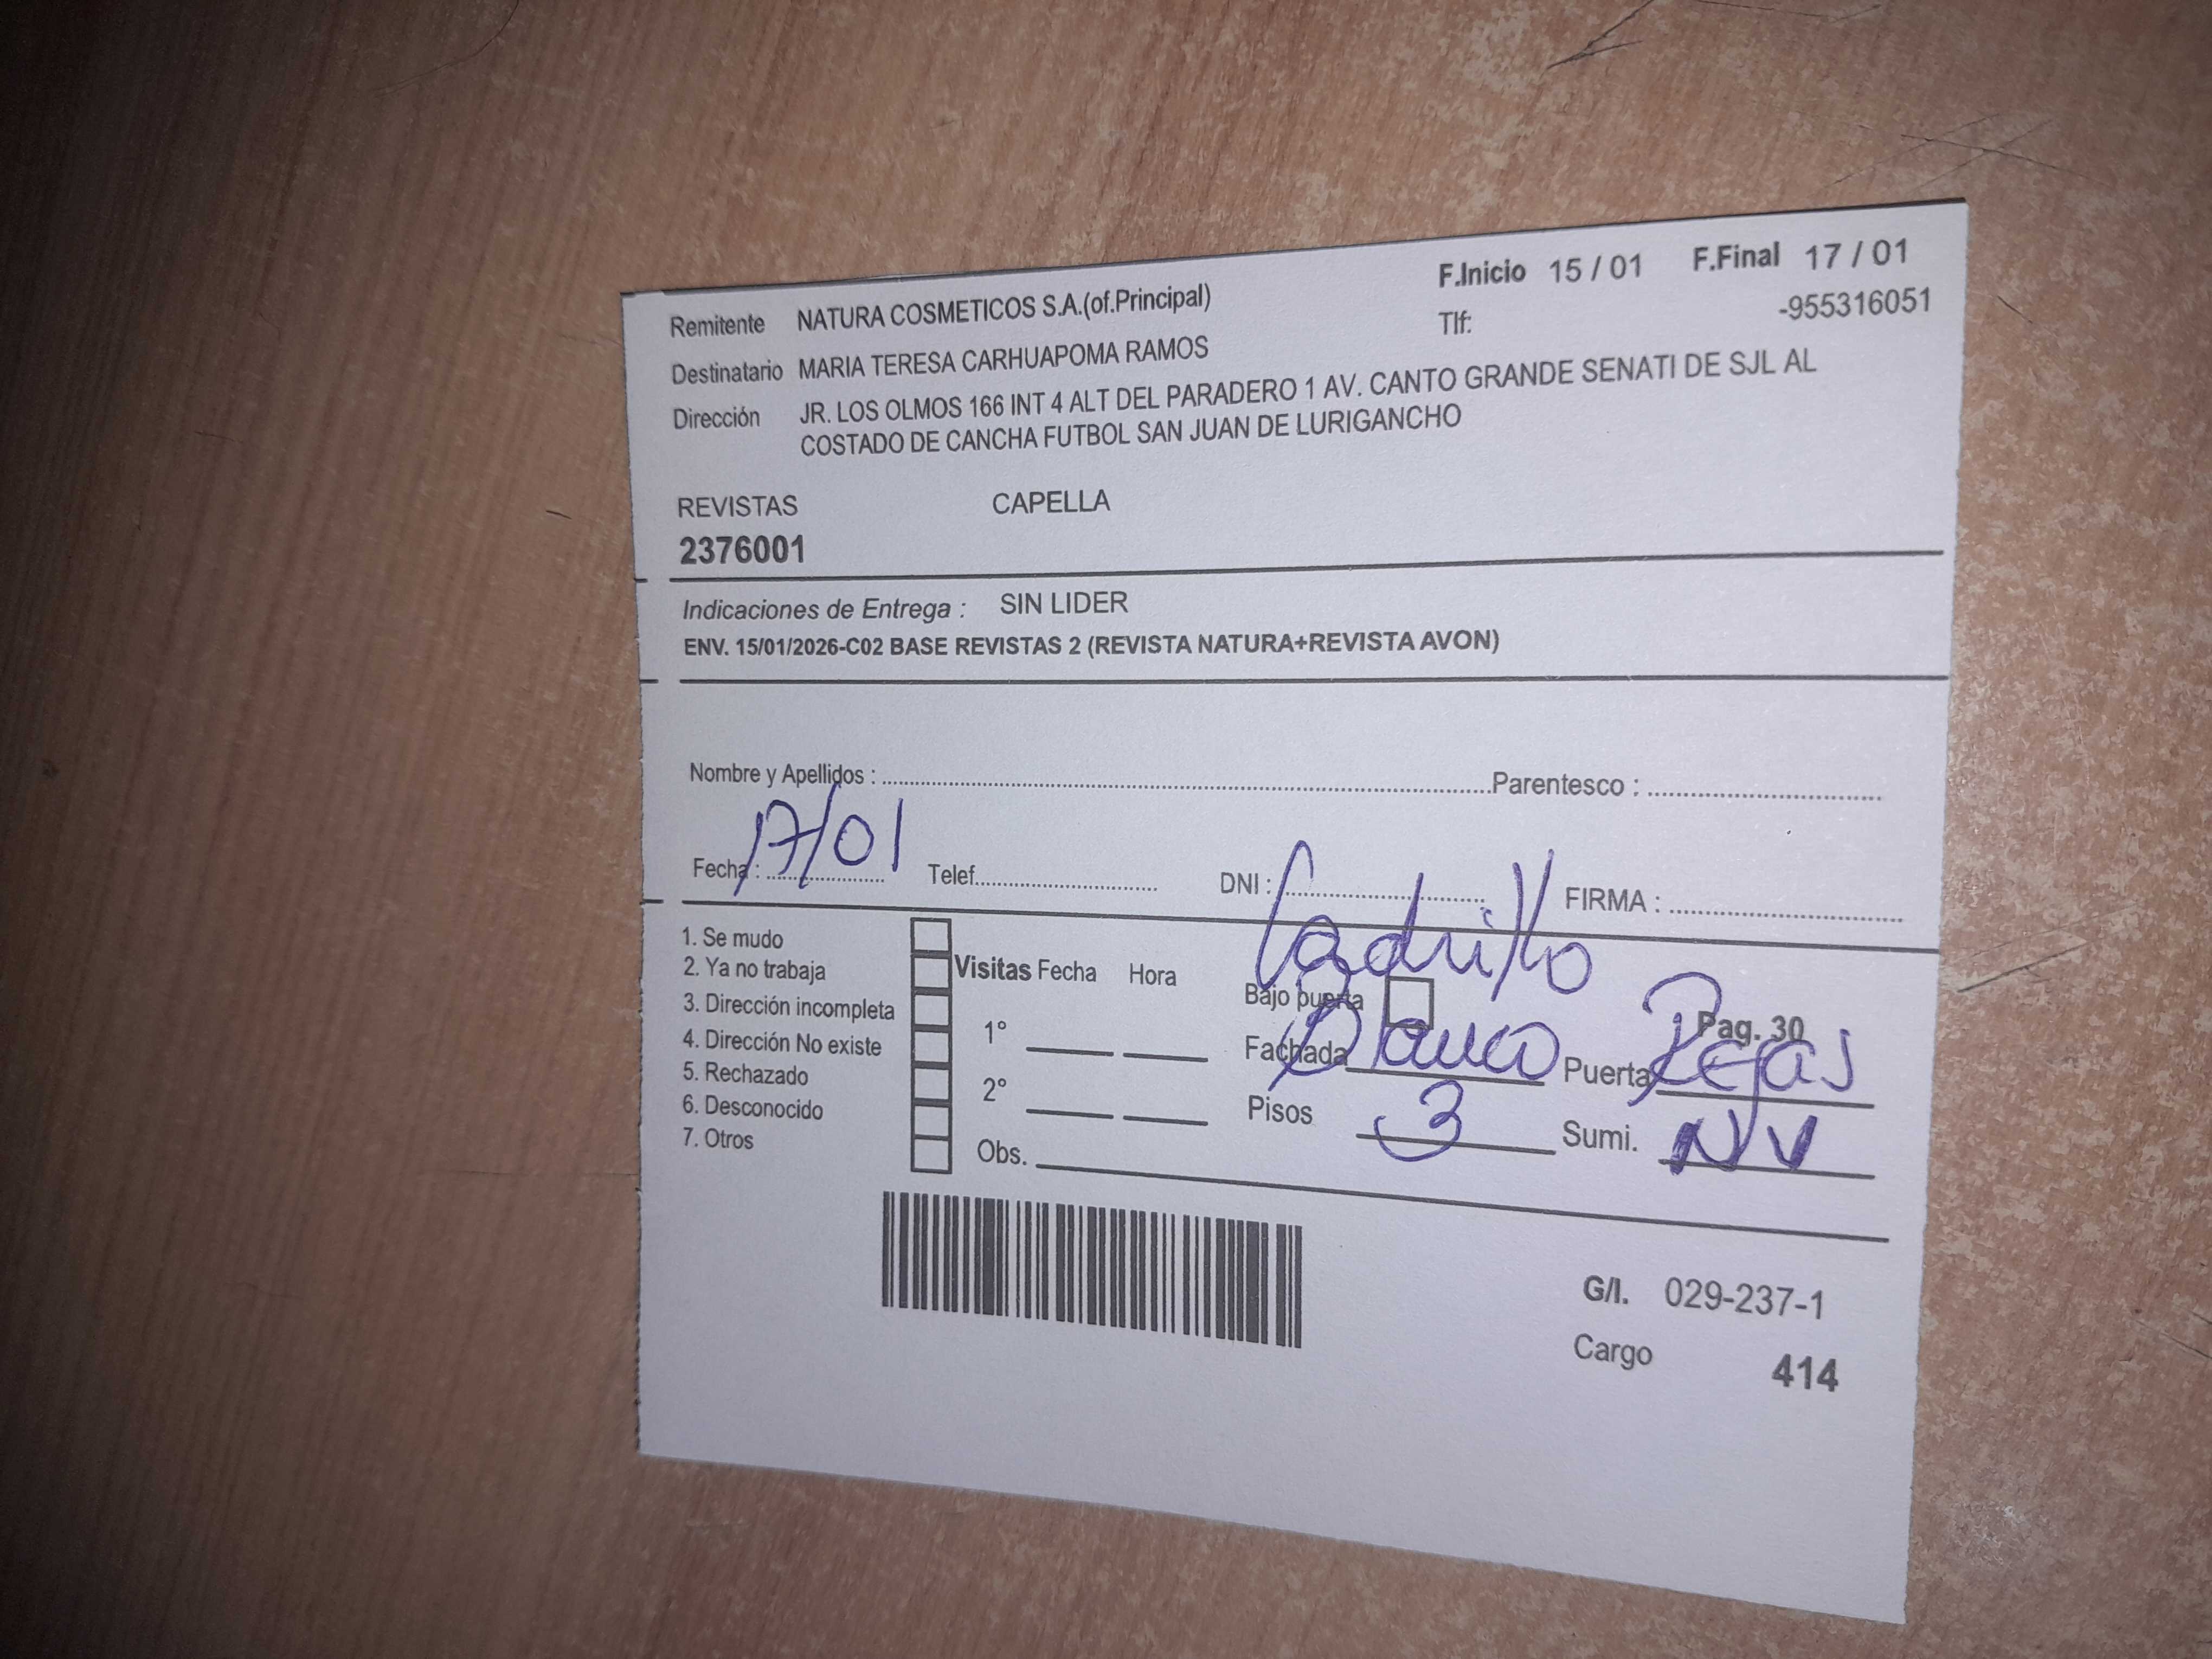 F.Inicio 15 / 01 F.Final 17 / 01
Remitente NATURA COSMETICOS S.A.(of.Principal)
Tlf: -955316051
Destinatario MARIA TERESA CARHUAPOMA RAMOS
Dirección JR. LOS OLMOS 166 INT 4 ALT DEL PARADERO 1 AV. CANTO GRANDE SENATI DE SJL AL
COSTADO DE CANCHA FUTBOL SAN JUAN DE LURIGANCHO
REVISTAS CAPELLA
2376001
Indicaciones de Entrega : SIN LIDER
ENV. 15/01/2026-C02 BASE REVISTAS 2 (REVISTA NATURA+REVISTA AVON)
Nombre y Apellidos : Parentesco :
Fecha : 17/01 Telef. DNI : FIRMA :
1. Se mudo
2. Ya no trabaja
3. Dirección incompleta
4. Dirección No existe
5. Rechazado
6. Desconocido
7. Otros
Visitas Fecha Hora
1°
2°
Obs.
Ladrillo
Bajo puerta
Pag. 30
Fachada Blanco Puerta Rejas
Pisos 3 Sumi. NV
G/I. 029-237-1
Cargo 414